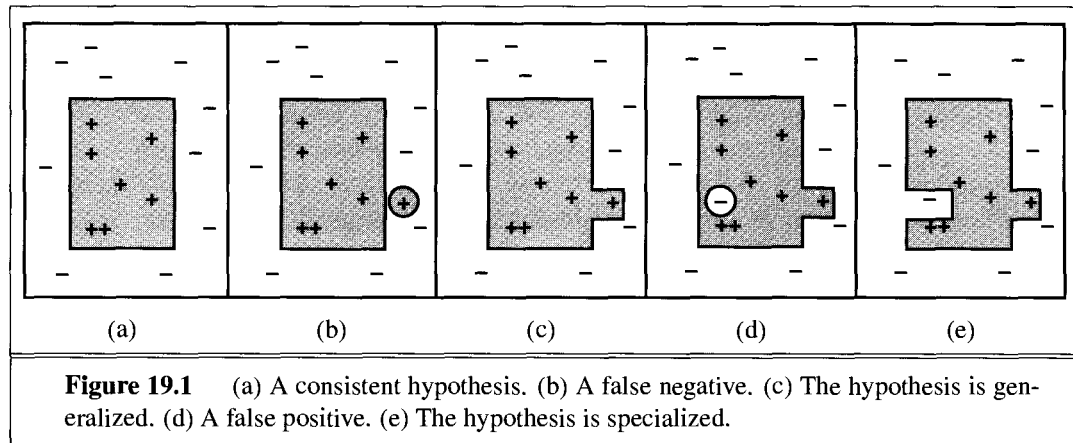 (a) (b) (c) (d) (e)
Figure 19.1 (a) A consistent hypothesis. (b) A false negative. (c) The hypothesis is gen-
eralized. (d) A false positive. (e) The hypothesis is specialized.